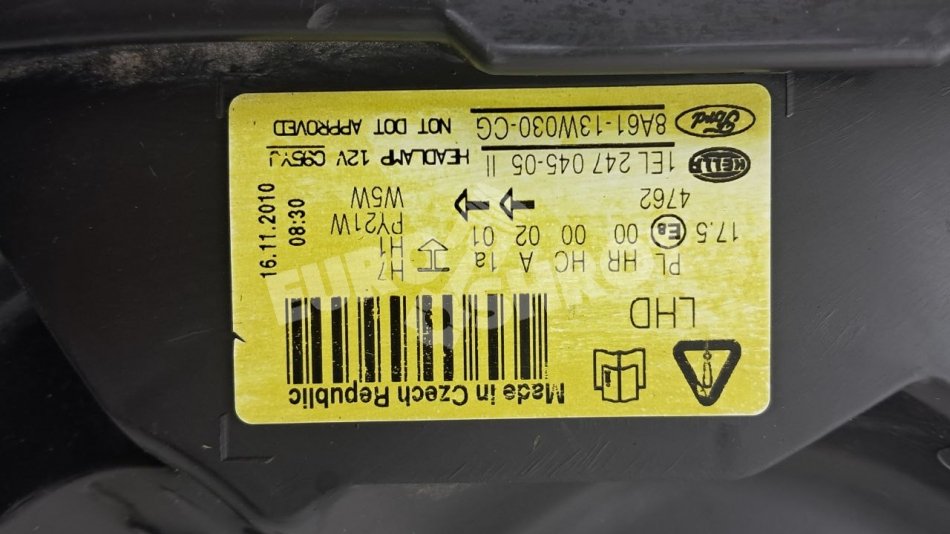 Made in Czech Republic
LHD
PL HR HC A 1a
H7
H1
17.5 E8 00 00 02 01
PY21W
4762
W5W
HELLA 1EL 247 045-05 II
HEADLAMP 12V
Ford 8A61-13W030-CG
NOT DOT APPROVED
16.11.2010
08:30